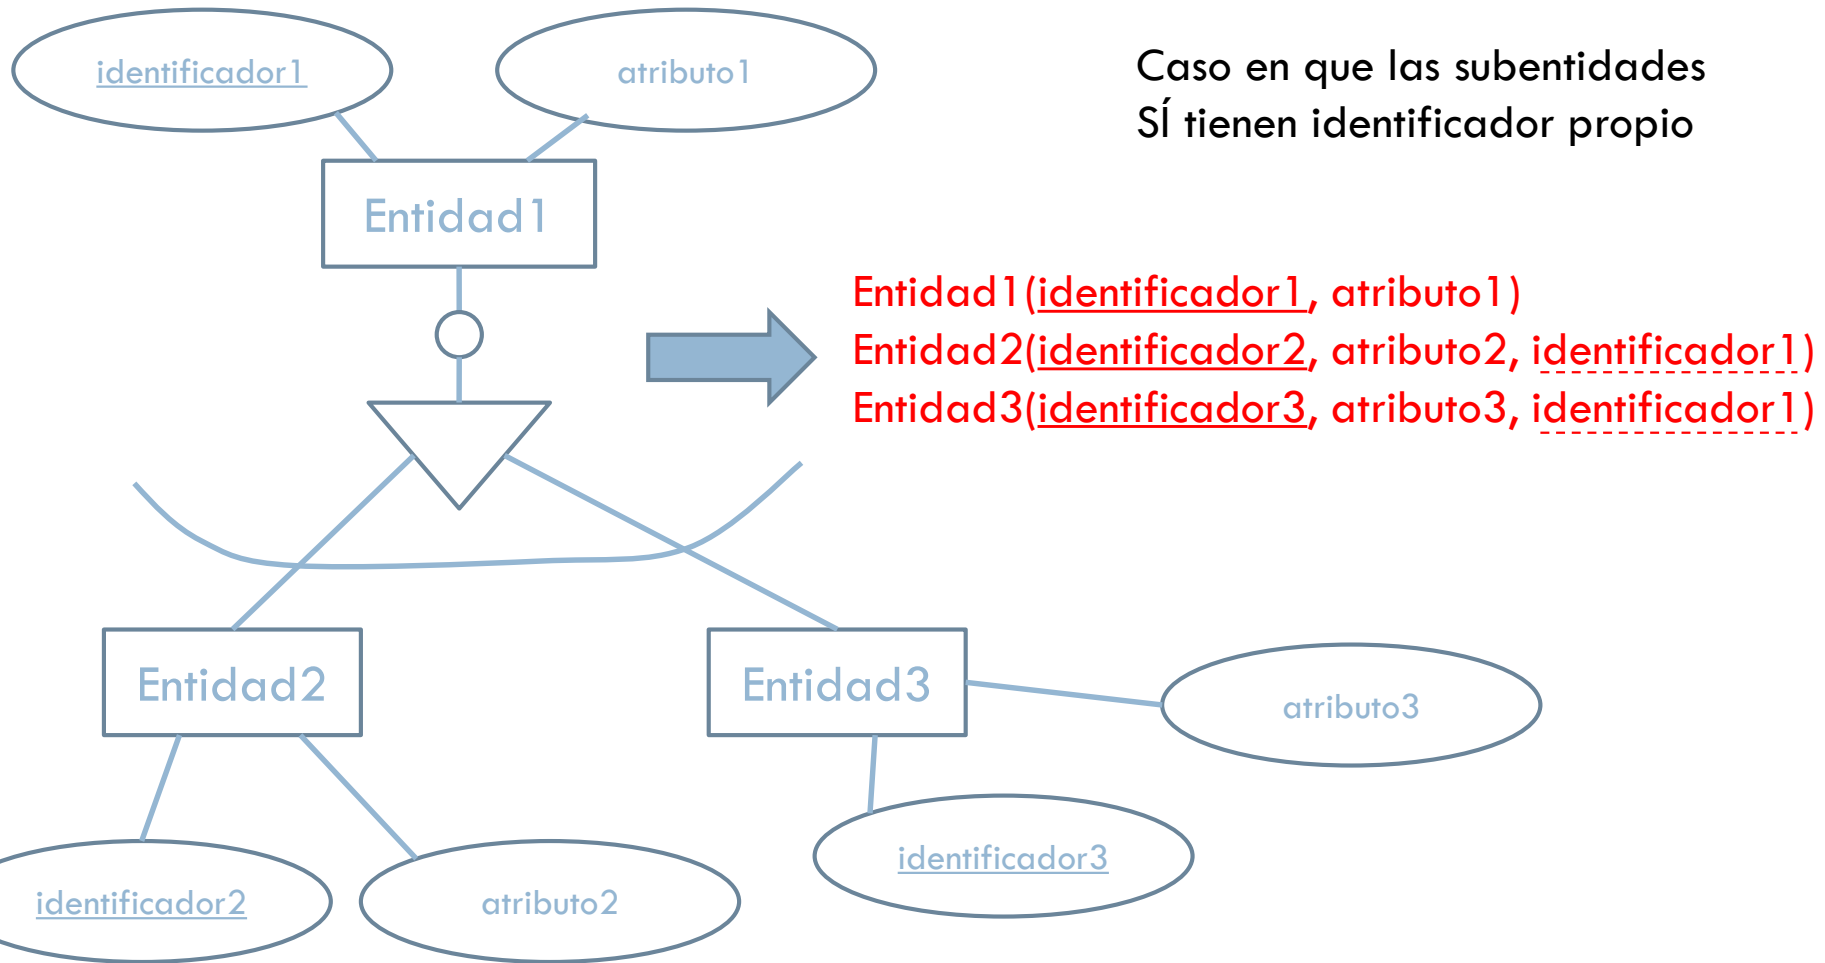 identificador1
atributo1
Caso en que las subentidades
SÍ tienen identificador propio
Entidad1
Entidad1(identificador1, atributo1)
Entidad2(identificador2, atributo2, identificador1)
Entidad3(identificador3, atributo3, identificador1)
Entidad2
Entidad3
atributo3
identificador3
identificador2
atributo2